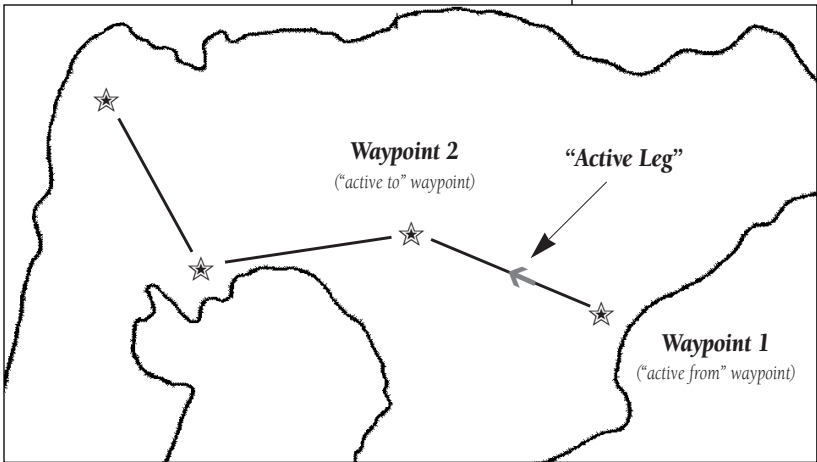 Waypoint 2
(“active to” waypoint)
“Active Leg”
Waypoint 1
(“active from” waypoint)